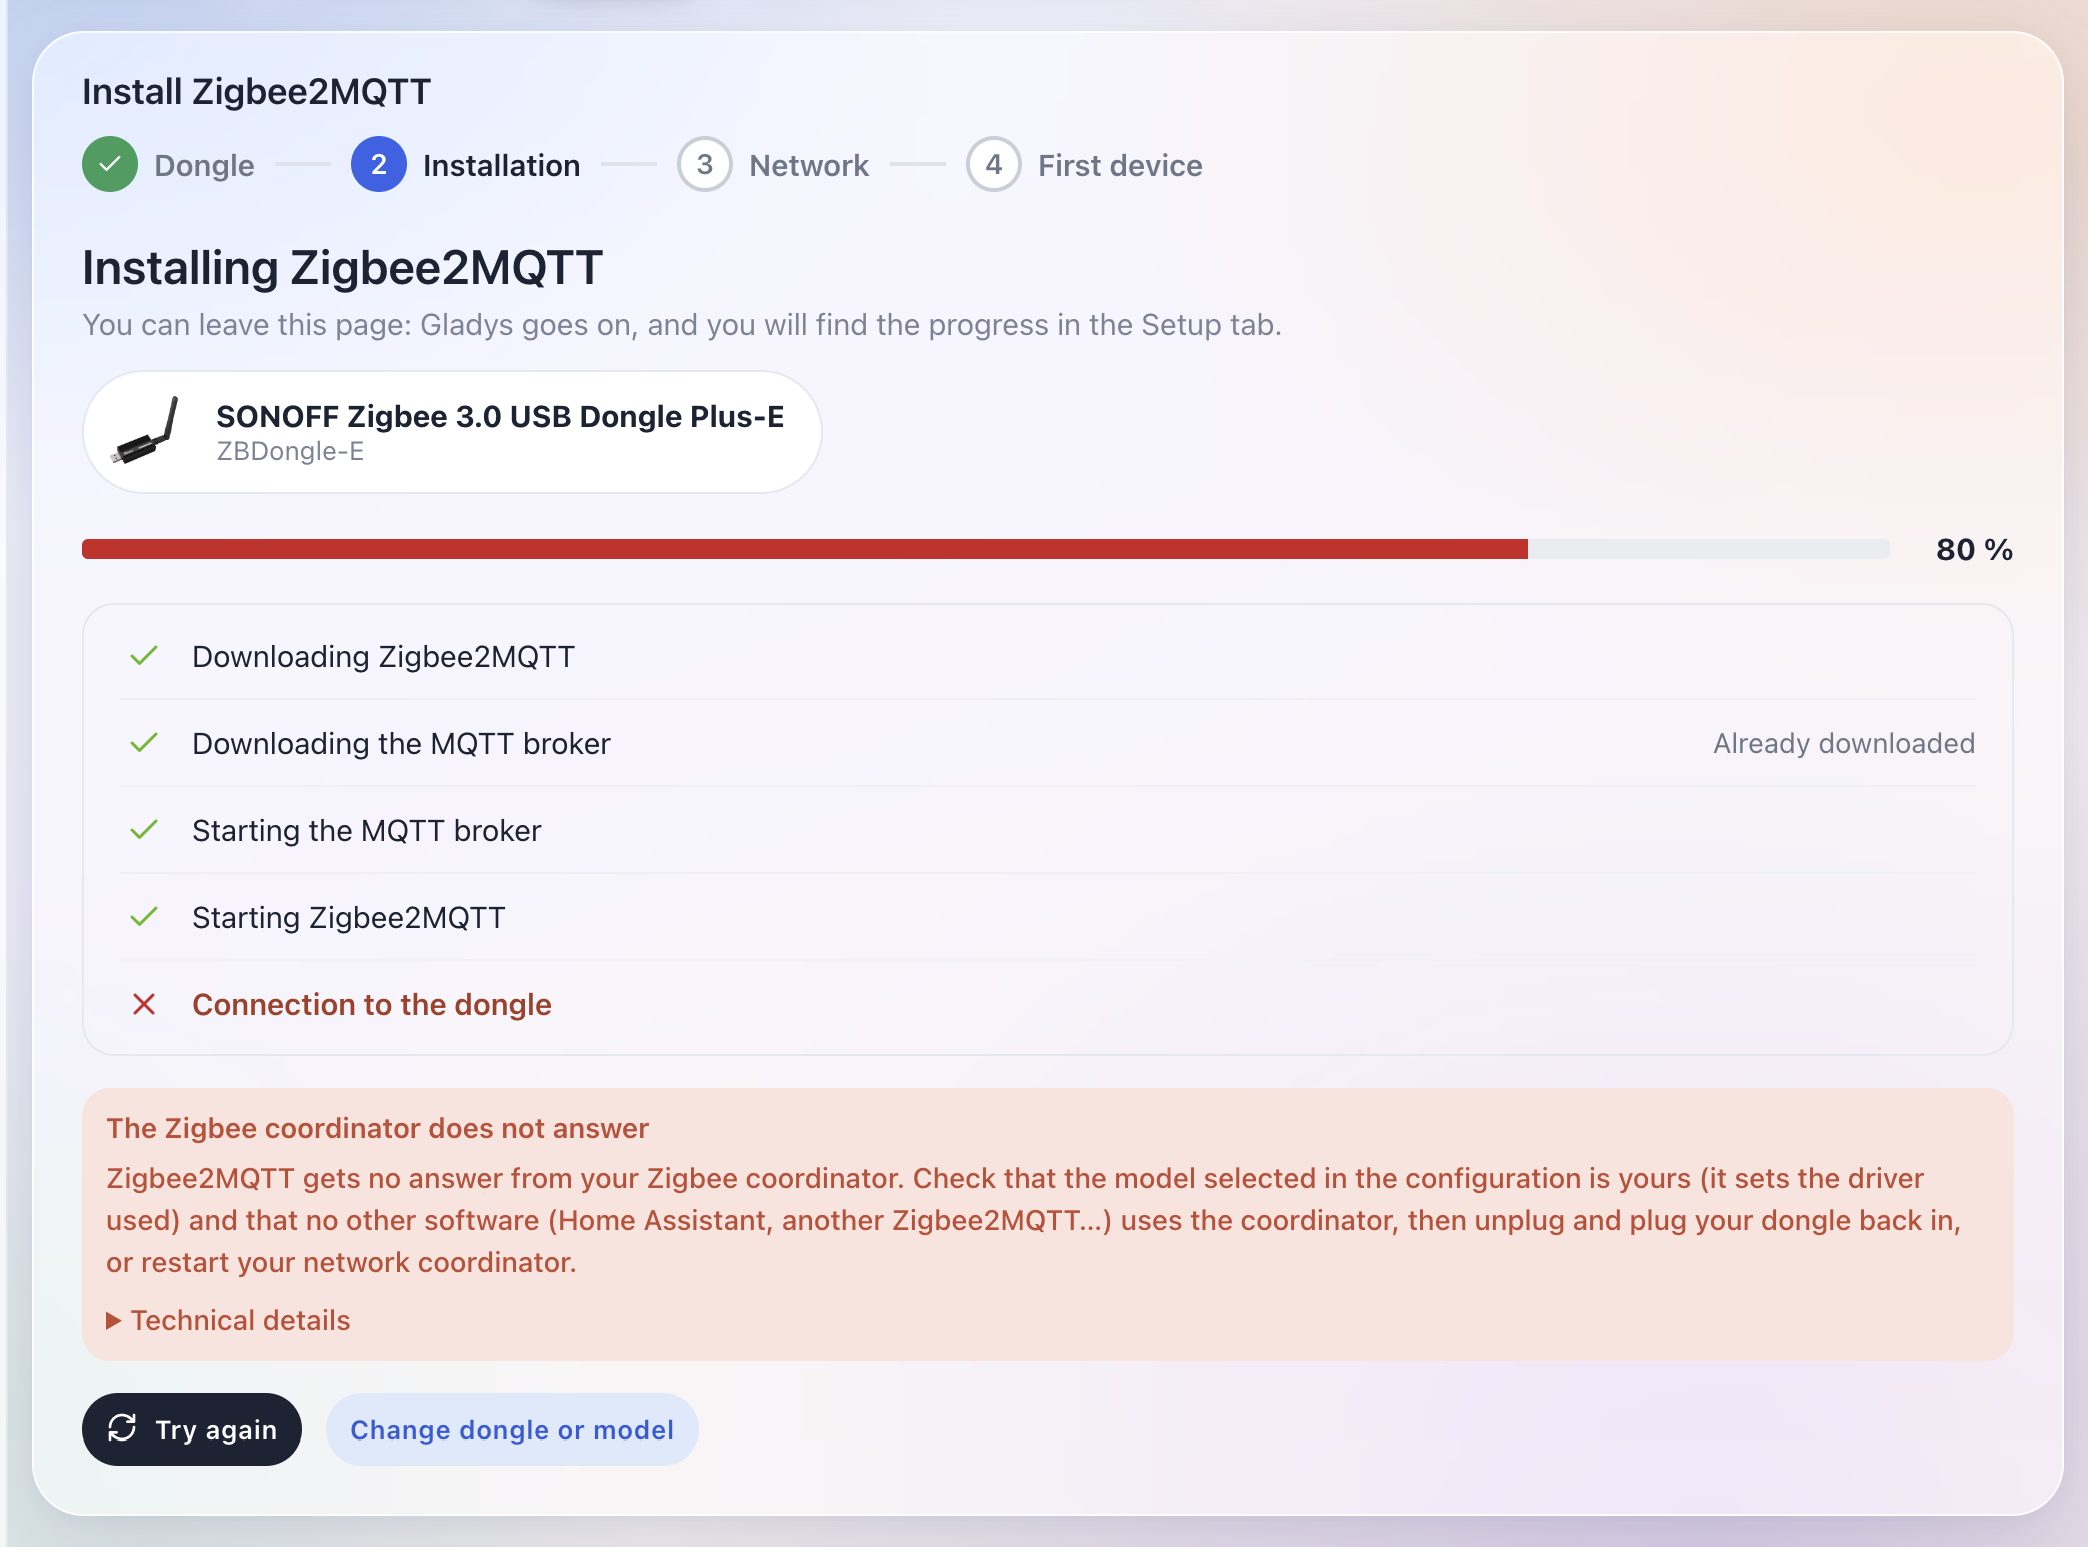 Install Zigbee2MQTT
Dongle
2 Installation
3 Network
4 First device
Installing Zigbee2MQTT
You can leave this page: Gladys goes on, and you will find the progress in the Setup tab.
SONOFF Zigbee 3.0 USB Dongle Plus-E
ZBDongle-E
80 %
Downloading Zigbee2MQTT
Downloading the MQTT broker
Already downloaded
Starting the MQTT broker
Starting Zigbee2MQTT
Connection to the dongle
The Zigbee coordinator does not answer
Zigbee2MQTT gets no answer from your Zigbee coordinator. Check that the model selected in the configuration is yours (it sets the driver
used) and that no other software (Home Assistant, another Zigbee2MQTT...) uses the coordinator, then unplug and plug your dongle back in,
or restart your network coordinator.
Technical details
Try again
Change dongle or model